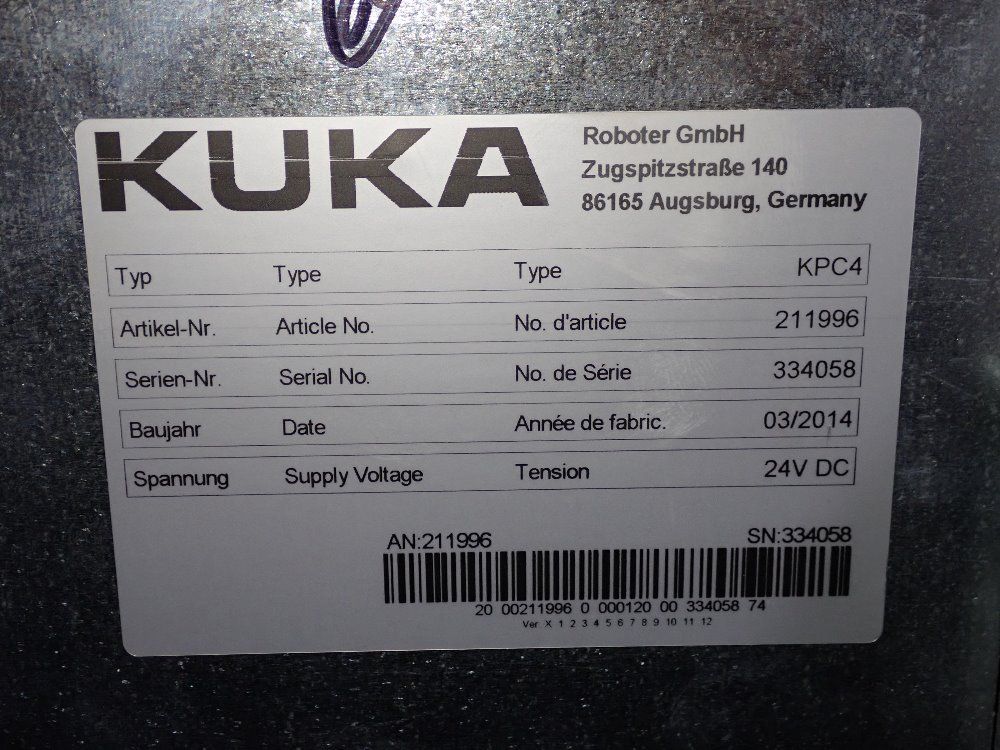 KUKA
Roboter GmbH
Zugspitzstraße 140
86165 Augsburg, Germany
Typ Type Type KPC4
Artikel-Nr. Article No. No. d'article 211996
Serien-Nr. Serial No. No. de Série 334058
Baujahr Date Année de fabric. 03/2014
Spannung Supply Voltage Tension 24V DC
AN:211996 SN:334058
20 00211996 0 000120 00 334058 74
Ver X 1 2 3 4 5 6 7 8 9 10 11 12